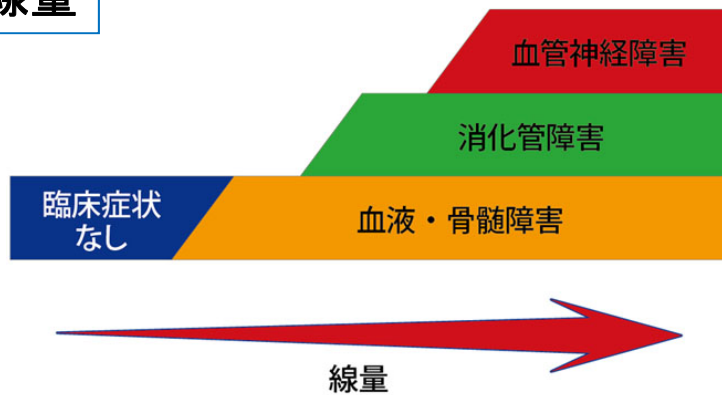 線量
血管神経障害
消化管障害
臨床症状
なし
血液・骨髄障害
線量